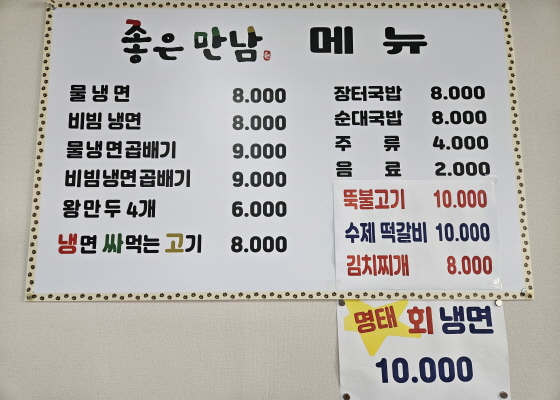 좋은 만남 메 뉴
물 냉 면 8.000
비빔 냉면 8.000
물냉면곱배기 9.000
비빔냉면곱배기 9.000
왕만두 4개 6.000
냉면 싸먹는 고기 8.000
장터국밥 8.000
순대국밥 8.000
주 류 4.000
음 료 2.000
뚝불고기 10.000
수제 떡갈비 10.000
김치찌개 8.000
명태 회 냉면
10.000